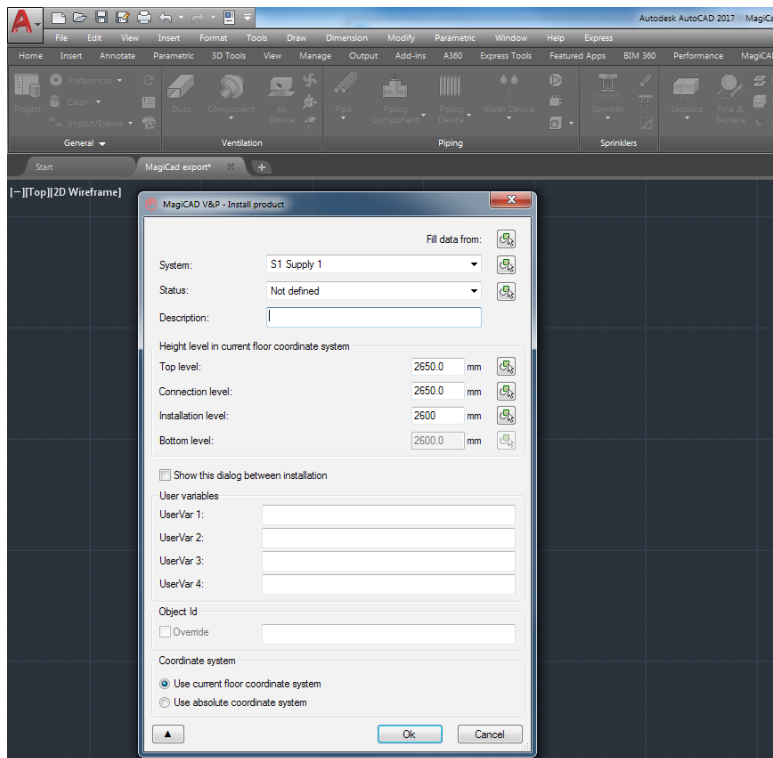 A
Autodesk AutoCAD 2017 MagiCa
File Edit View Insert Format Tools Draw Dimension Modify Parametric Window Help Express
Home Insert Annotate Parametric 3D Tools View Manage Output Add-ins A360 Express Tools Featured Apps BIM 360 Performance MagiCA
Project Preferences Duct Component Air Device Pipe Piping Component Piping Device Water Device Sprinkler Sections Find & Replace
Clean
Import/Export
General Ventilation Piping Sprinklers
Start MagiCad export* +
[−][Top][2D Wireframe]
MagiCAD V&P - Install product
Fill data from:
System: S1 Supply 1
Status: Not defined
Description:
Height level in current floor coordinate system
Top level: 2650.0 mm
Connection level: 2650.0 mm
Installation level: 2600 mm
Bottom level: 2600.0 mm
Show this dialog between installation
User variables
UserVar 1:
UserVar 2:
UserVar 3:
UserVar 4:
Object Id
Override
Coordinate system
Use current floor coordinate system
Use absolute coordinate system
Ok Cancel